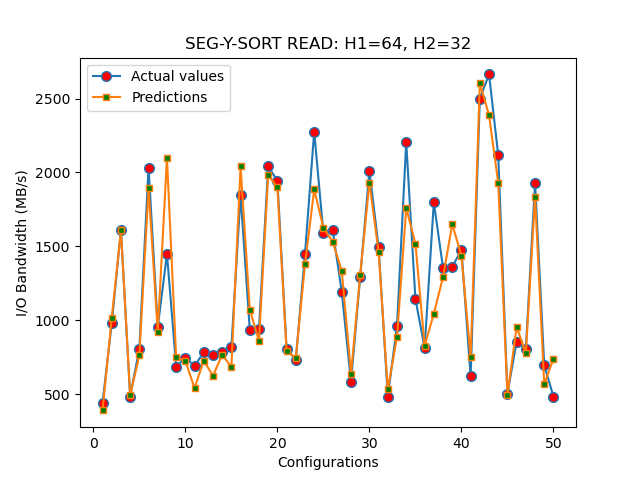 SEG-Y-SORT READ: H1=64, H2=32
Actual values
Predictions
I/O Bandwidth (MB/s)
2500
2000
1500
1000
500
0 10 20 30 40 50
Configurations